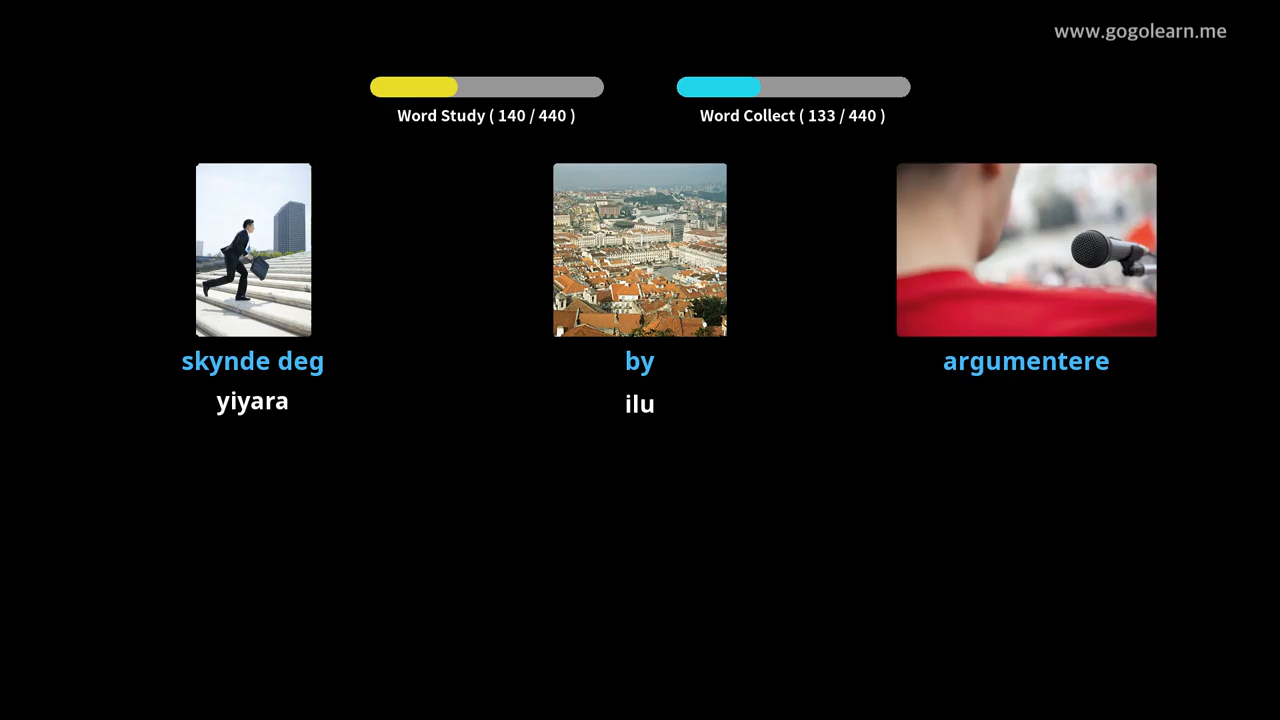 www.gogolearn.me
Word Study ( 140 / 440 )
Word Collect ( 133 / 440 )
skynde deg
yiyara
by
ilu
argumentere